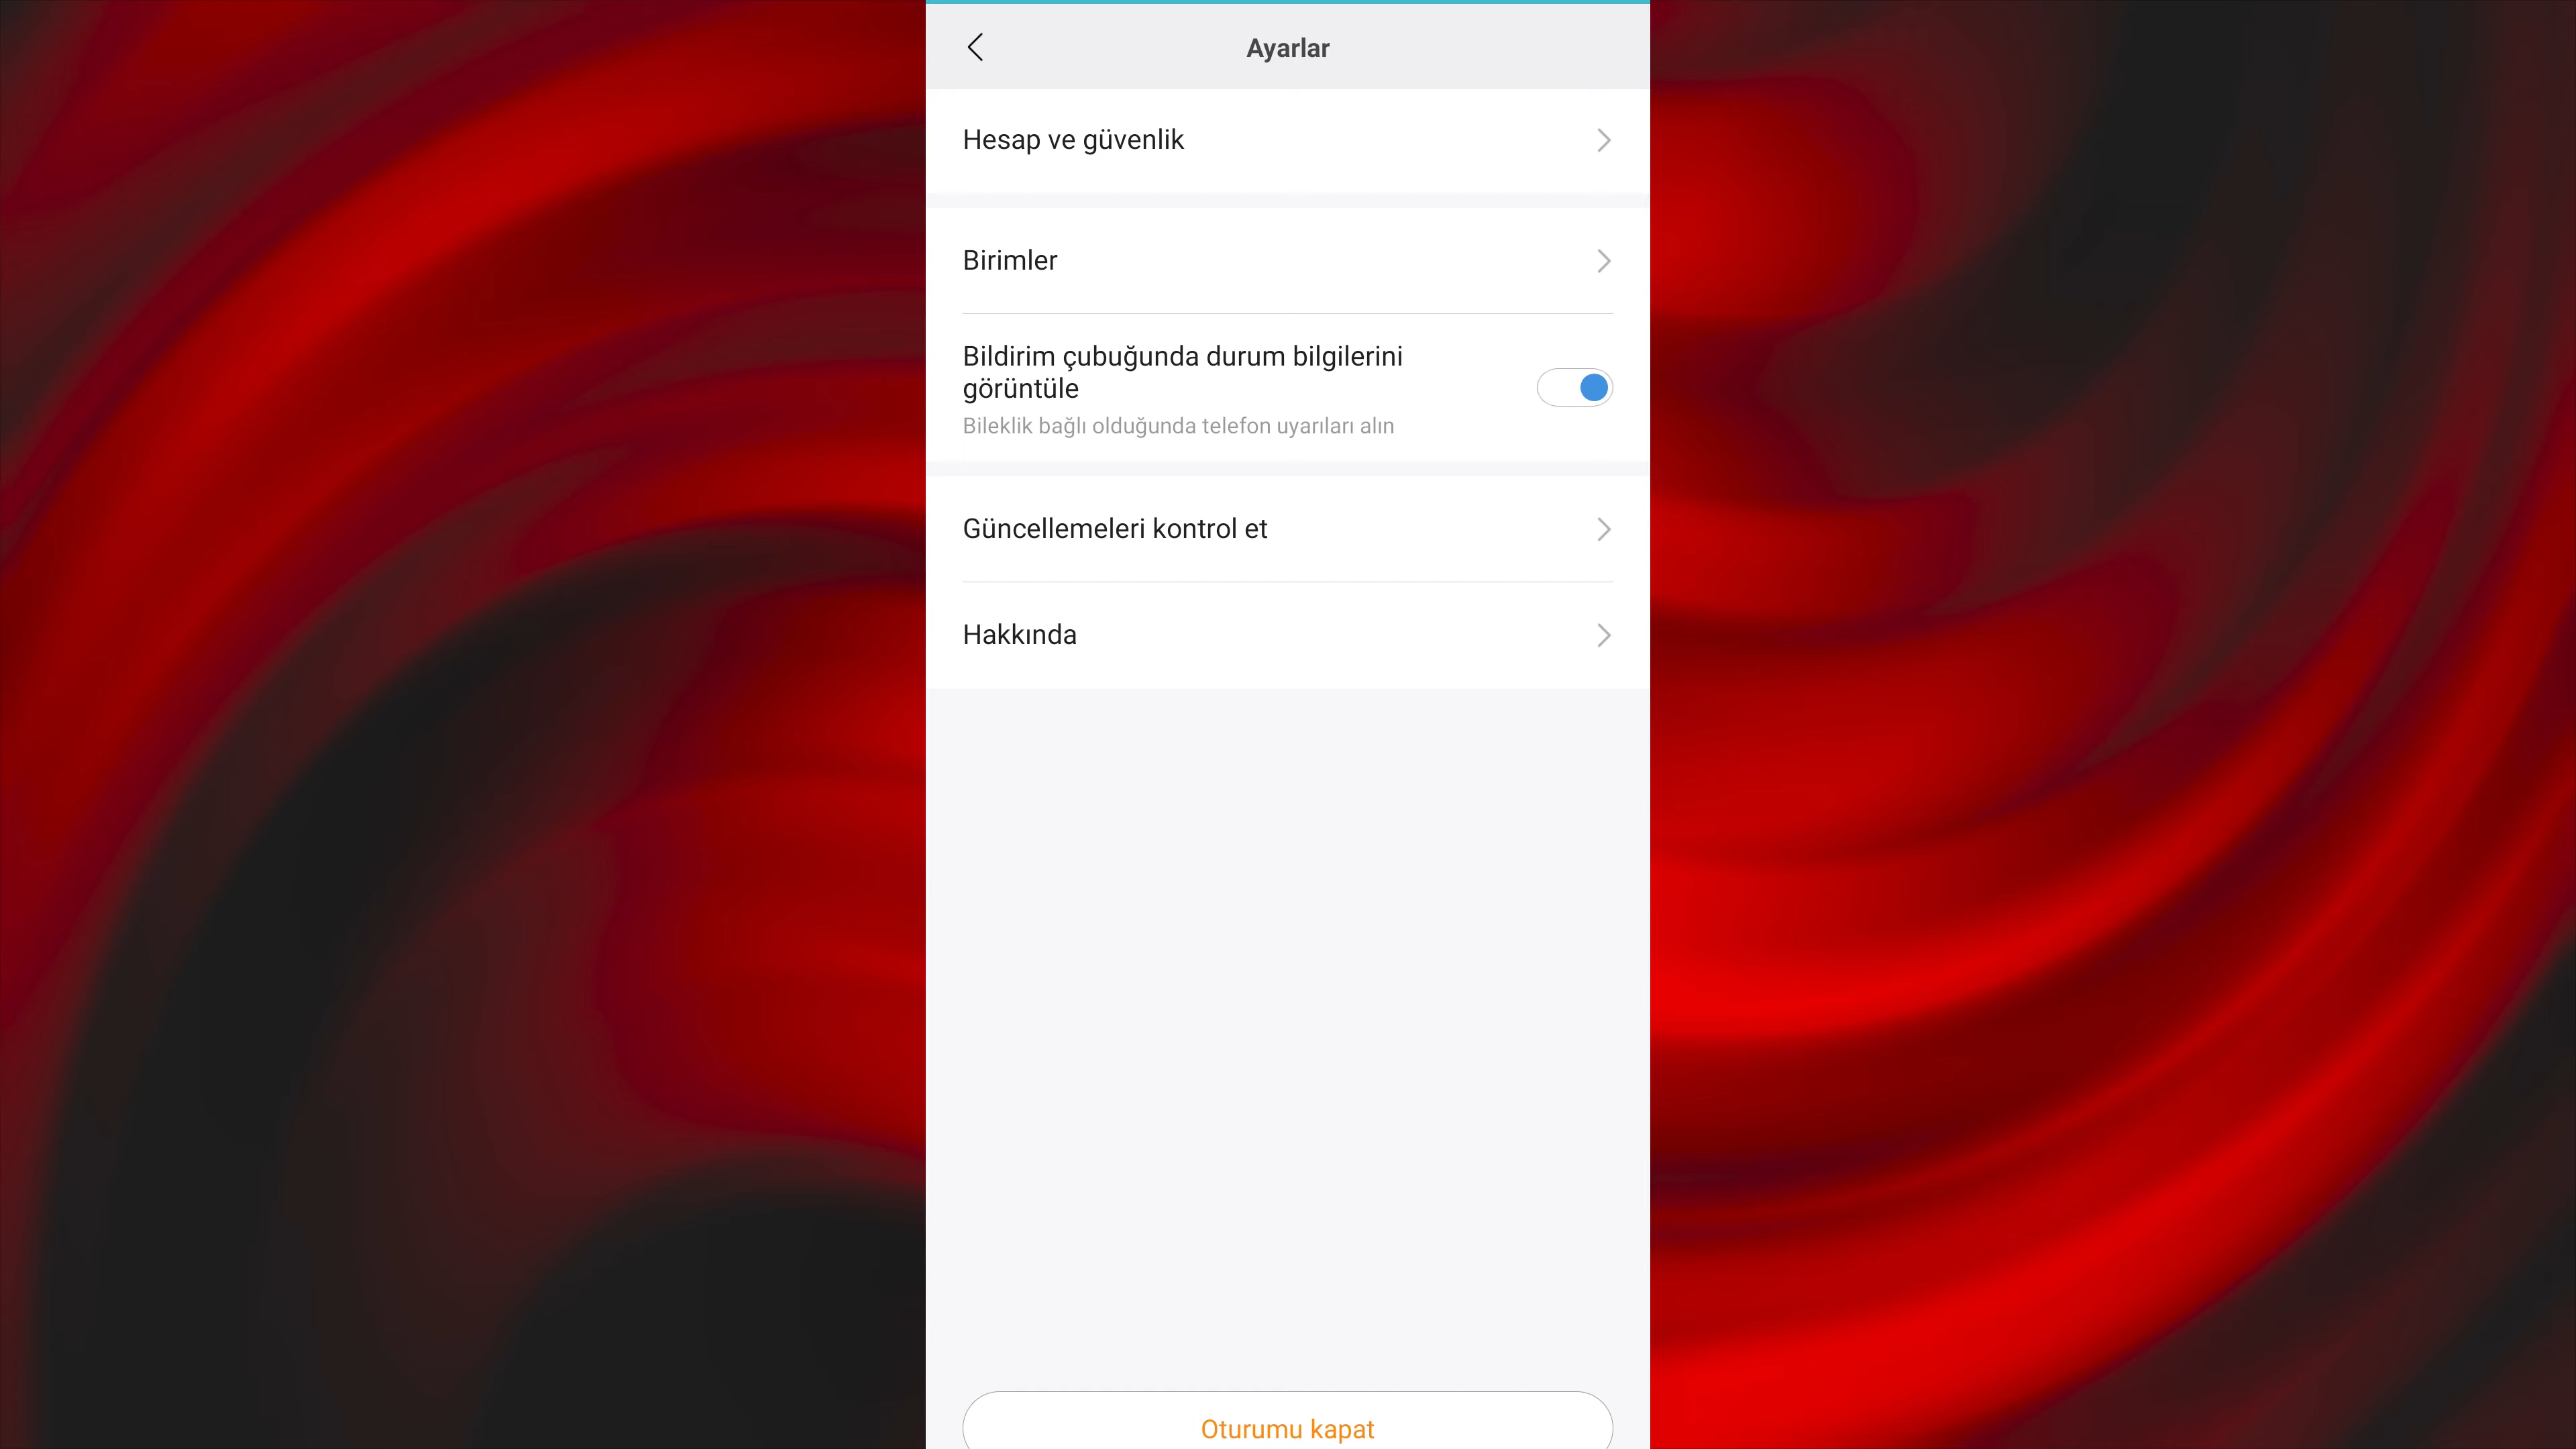 Ayarlar
Hesap ve güvenlik
Birimler
Bildirim çubuğunda durum bilgilerini
görüntüle
Bileklik bağlı olduğunda telefon uyarıları alın
Güncellemeleri kontrol et
Hakkında
Oturumu kapat